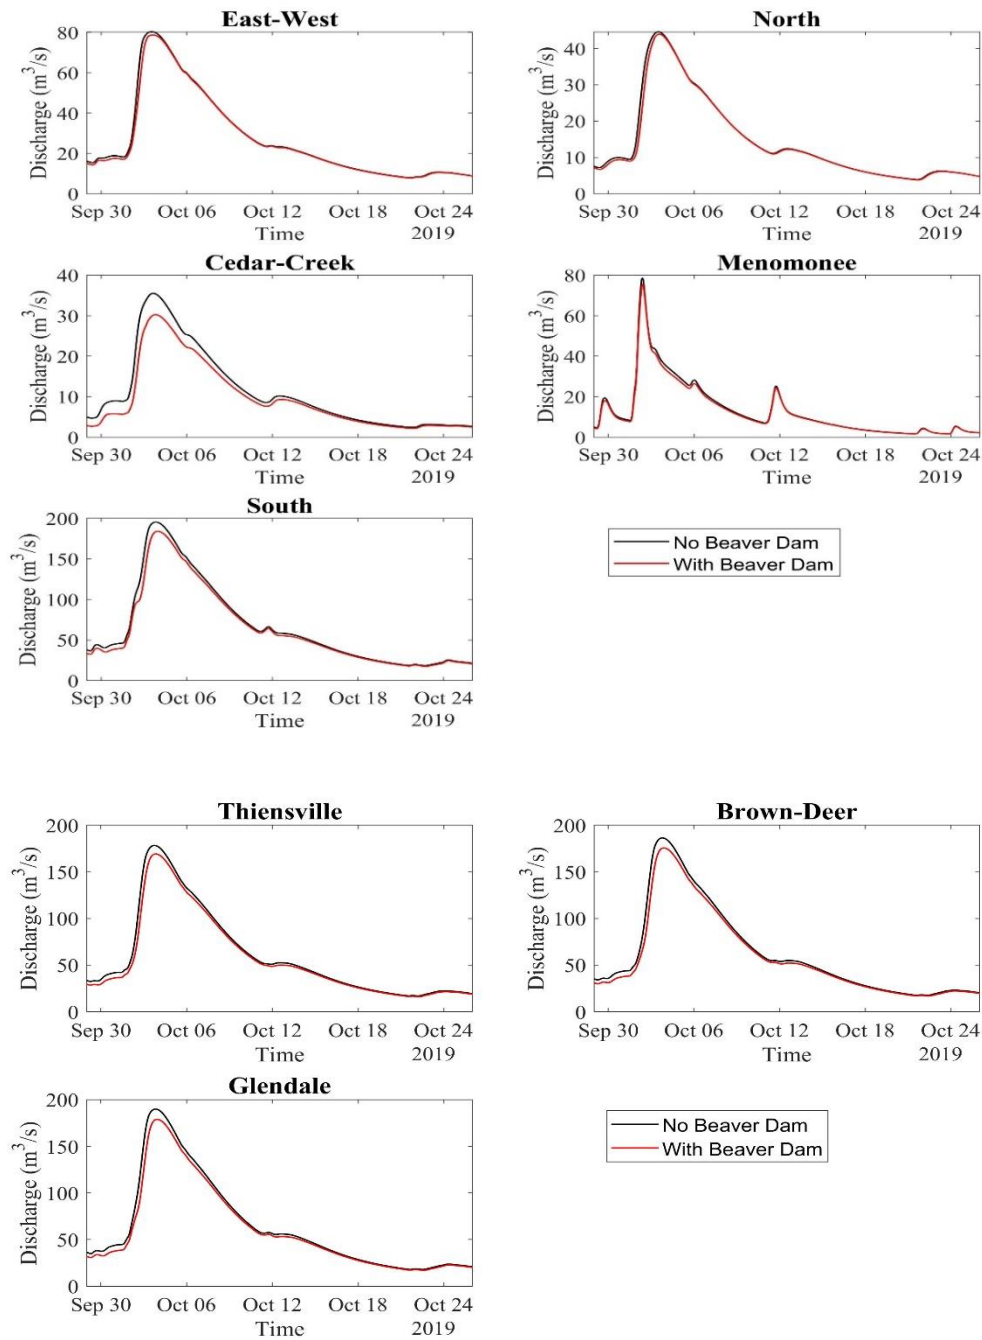 East-West
Discharge (m³/s)
80
60
40
20
0
Sep 30 Oct 06 Oct 12 Oct 18 Oct 24
Time 2019
North
Discharge (m³/s)
40
30
20
10
0
Sep 30 Oct 06 Oct 12 Oct 18 Oct 24
Time 2019
Cedar-Creek
Discharge (m³/s)
40
30
20
10
0
Sep 30 Oct 06 Oct 12 Oct 18 Oct 24
Time 2019
Menomonee
Discharge (m³/s)
80
60
40
20
0
Sep 30 Oct 06 Oct 12 Oct 18 Oct 24
Time 2019
South
Discharge (m³/s)
200
150
100
50
0
Sep 30 Oct 06 Oct 12 Oct 18 Oct 24
Time 2019
No Beaver Dam
With Beaver Dam
Thiensville
Discharge (m³/s)
200
150
100
50
0
Sep 30 Oct 06 Oct 12 Oct 18 Oct 24
Time 2019
Brown-Deer
Discharge (m³/s)
200
150
100
50
0
Sep 30 Oct 06 Oct 12 Oct 18 Oct 24
Time 2019
Glendale
Discharge (m³/s)
200
150
100
50
0
Sep 30 Oct 06 Oct 12 Oct 18 Oct 24
Time 2019
No Beaver Dam
With Beaver Dam